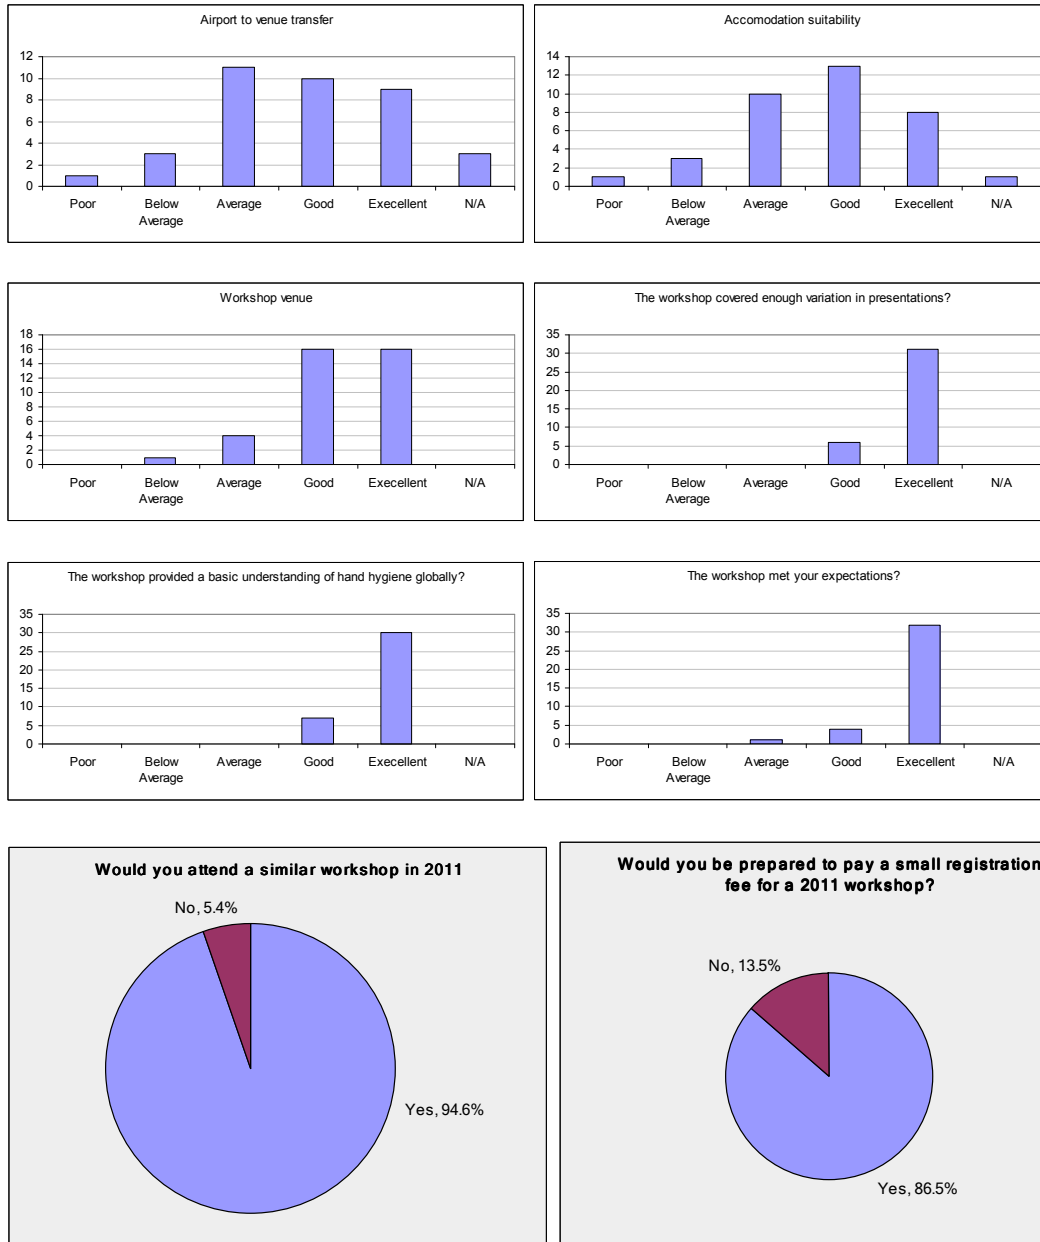 Airport to venue transfer
12
10
8
6
4
2
0
Poor Below Average Good Execellent N/A
Average
Accomodation suitability
14
12
10
8
6
4
2
0
Poor Below Average Good Execellent N/A
Average
Workshop venue
18
16
14
12
10
8
6
4
2
0
Poor Below Average Good Execellent N/A
Average
The workshop covered enough variation in presentations?
35
30
25
20
15
10
5
0
Poor Below Average Good Execellent N/A
Average
The workshop provided a basic understanding of hand hygiene globally?
35
30
25
20
15
10
5
0
Poor Below Average Good Execellent N/A
Average
The workshop met your expectations?
35
30
25
20
15
10
5
0
Poor Below Average Good Execellent N/A
Average
Would you attend a similar workshop in 2011
No, 5.4%
Yes, 94.6%
Would you be prepared to pay a small registration
fee for a 2011 workshop?
No, 13.5%
Yes, 86.5%